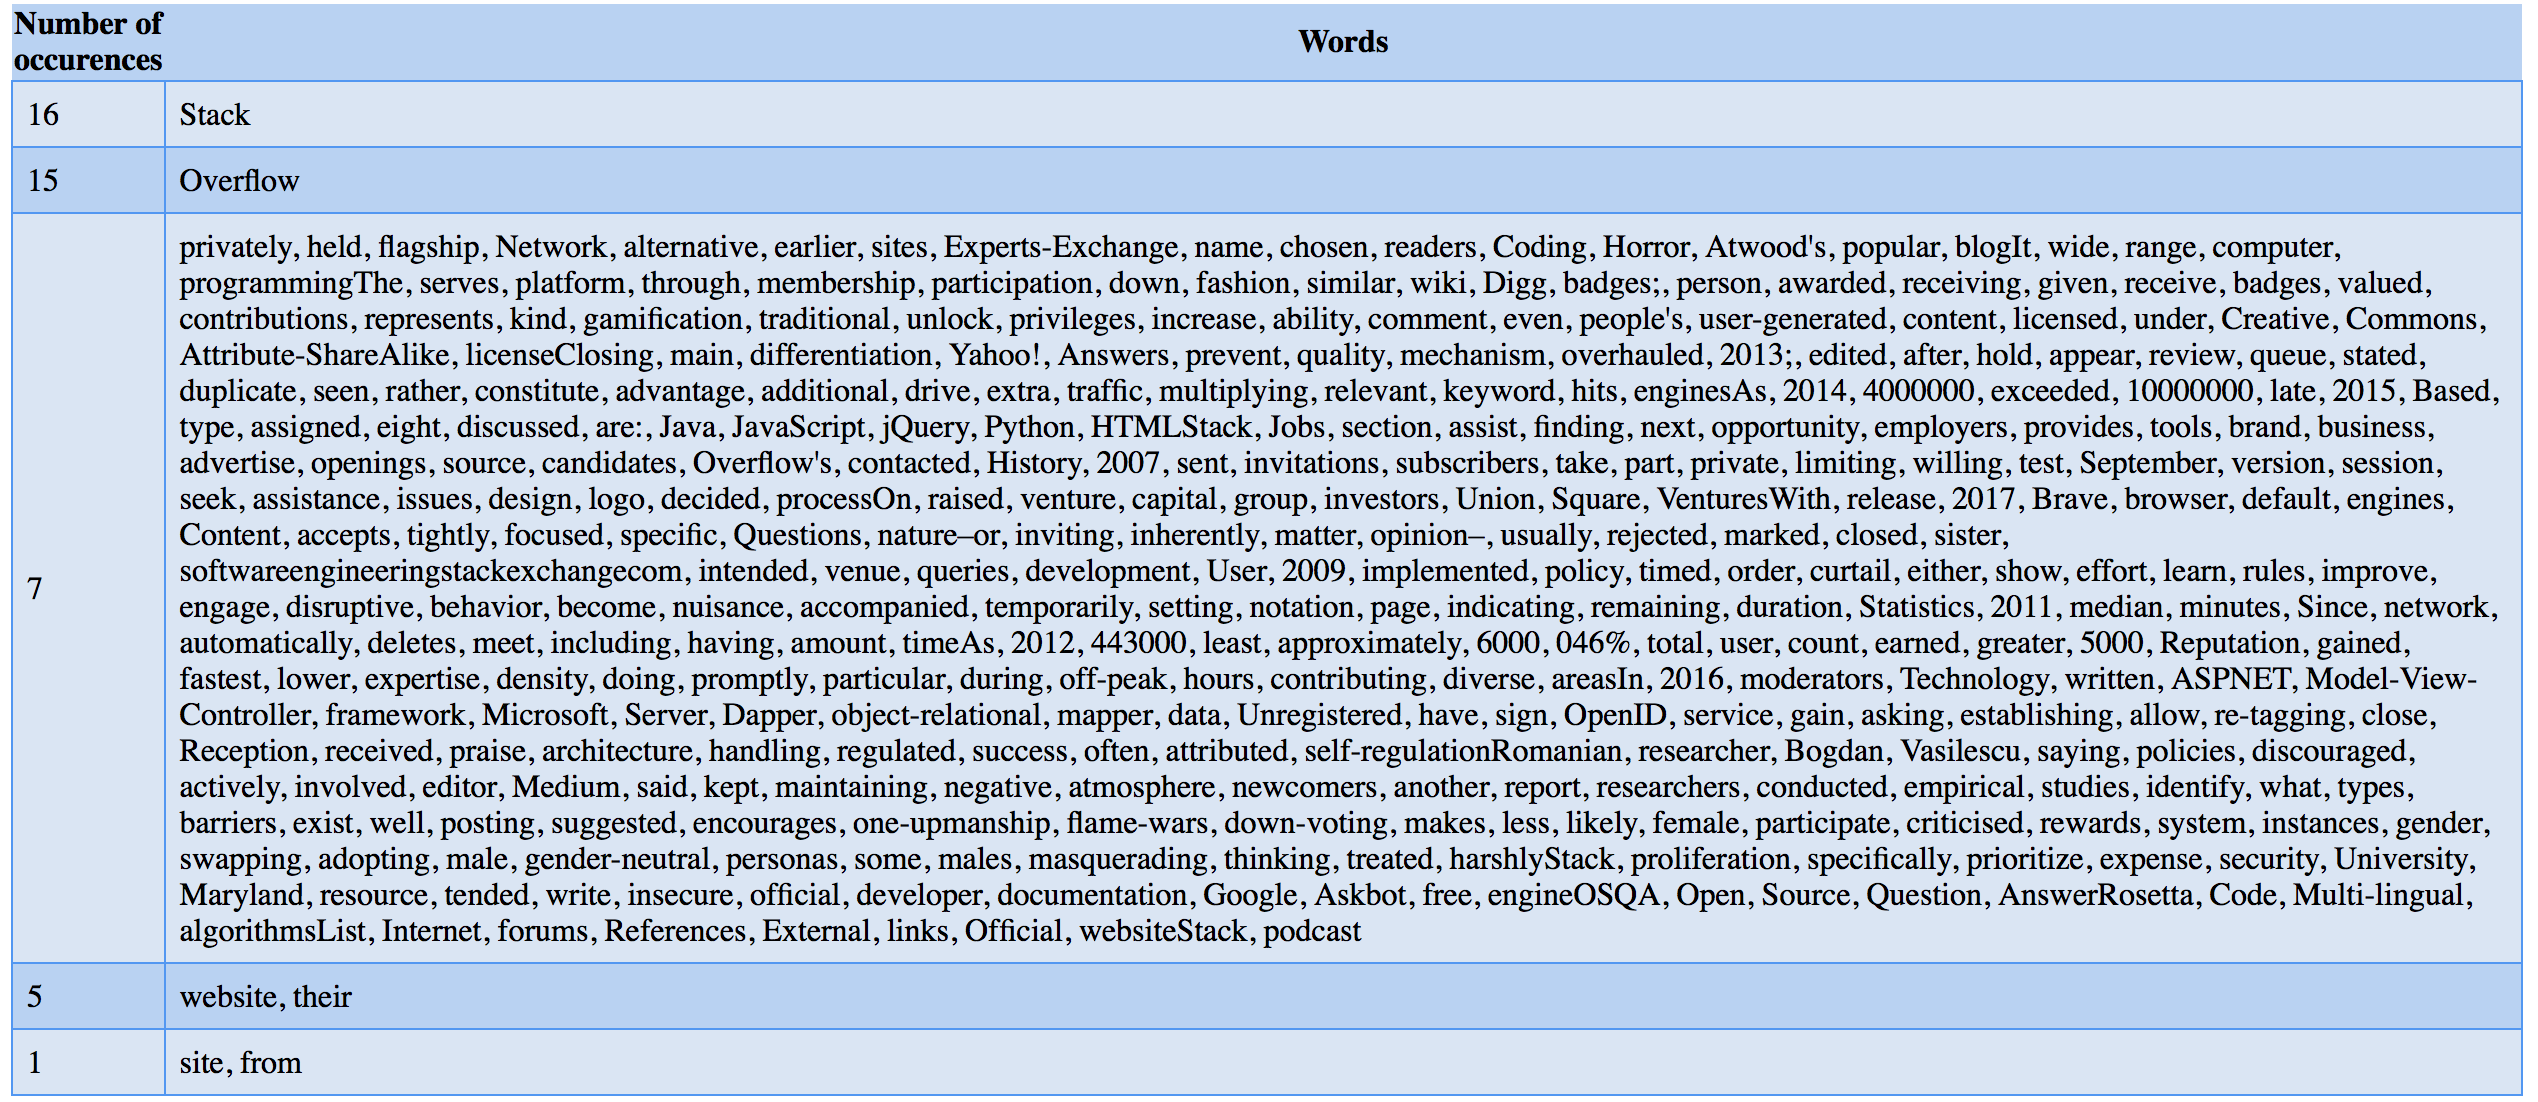 Number of
occurences
Words
16
Stack
15
Overflow
7
privately, held, flagship, Network, alternative, earlier, sites, Experts-Exchange, name, chosen, readers, Coding, Horror, Atwood's, popular, blogIt, wide, range, computer,
programmingThe, serves, platform, through, membership, participation, down, fashion, similar, wiki, Digg, badges;, person, awarded, receiving, given, receive, badges, valued,
contributions, represents, kind, gamification, traditional, unlock, privileges, increase, ability, comment, even, people's, user-generated, content, licensed, under, Creative, Commons,
Attribute-ShareAlike, licenseClosing, main, differentiation, Yahoo!, Answers, prevent, quality, mechanism, overhauled, 2013;, edited, after, hold, appear, review, queue, stated,
duplicate, seen, rather, constitute, advantage, additional, drive, extra, traffic, multiplying, relevant, keyword, hits, enginesAs, 2014, 4000000, exceeded, 10000000, late, 2015, Based,
type, assigned, eight, discussed, are:, Java, JavaScript, jQuery, Python, HTMLStack, Jobs, section, assist, finding, next, opportunity, employers, provides, tools, brand, business,
advertise, openings, source, candidates, Overflow's, contacted, History, 2007, sent, invitations, subscribers, take, part, private, limiting, willing, test, September, version, session,
seek, assistance, issues, design, logo, decided, processOn, raised, venture, capital, group, investors, Union, Square, VenturesWith, release, 2017, Brave, browser, default, engines,
Content, accepts, tightly, focused, specific, Questions, nature–or, inviting, inherently, matter, opinion–, usually, rejected, marked, closed, sister,
softwareengineeringstackexchangecom, intended, venue, queries, development, User, 2009, implemented, policy, timed, order, curtail, either, show, effort, learn, rules, improve,
engage, disruptive, behavior, become, nuisance, accompanied, temporarily, setting, notation, page, indicating, remaining, duration, Statistics, 2011, median, minutes, Since, network,
automatically, deletes, meet, including, having, amount, timeAs, 2012, 443000, least, approximately, 6000, 046%, total, user, count, earned, greater, 5000, Reputation, gained,
fastest, lower, expertise, density, doing, promptly, particular, during, off-peak, hours, contributing, diverse, areasIn, 2016, moderators, Technology, written, ASPNET, Model-View-
Controller, framework, Microsoft, Server, Dapper, object-relational, mapper, data, Unregistered, have, sign, OpenID, service, gain, asking, establishing, allow, re-tagging, close,
Reception, received, praise, architecture, handling, regulated, success, often, attributed, self-regulationRomanian, researcher, Bogdan, Vasilescu, saying, policies, discouraged,
actively, involved, editor, Medium, said, kept, maintaining, negative, atmosphere, newcomers, another, report, researchers, conducted, empirical, studies, identify, what, types,
barriers, exist, well, posting, suggested, encourages, one-upmanship, flame-wars, down-voting, makes, less, likely, female, participate, criticised, rewards, system, instances, gender,
swapping, adopting, male, gender-neutral, personas, some, males, masquerading, thinking, treated, harshlyStack, proliferation, specifically, prioritize, expense, security, University,
Maryland, resource, tended, write, insecure, official, developer, documentation, Google, Askbot, free, engineOSQA, Open, Source, Question, AnswerRosetta, Code, Multi-lingual,
algorithmsList, Internet, forums, References, External, links, Official, websiteStack, podcast
5
website, their
1
site, from